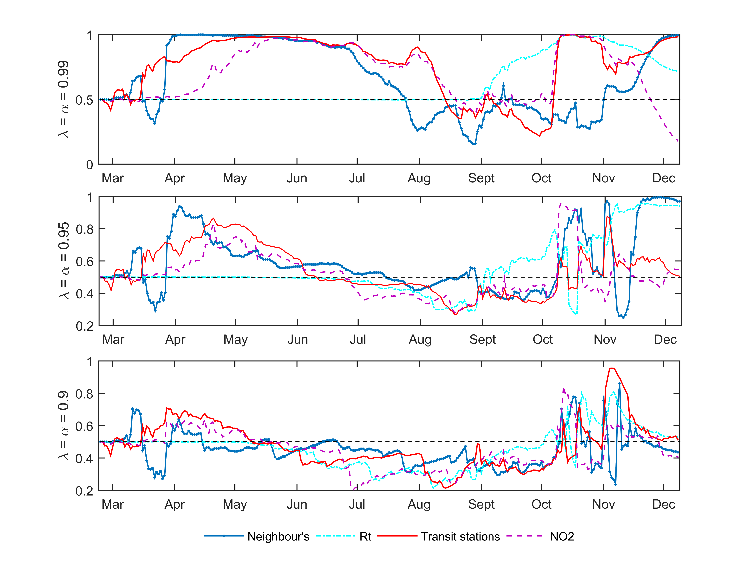 1
0.5
0
λ = α = 0.99
Mar Apr May Jun Jul Aug Sept Oct Nov Dec
1
0.8
0.6
0.4
0.2
λ = α = 0.95
Mar Apr May Jun Jul Aug Sept Oct Nov Dec
1
0.8
0.6
0.4
0.2
λ = α = 0.9
Mar Apr May Jun Jul Aug Sept Oct Nov Dec
Neighbour's Rt Transit stations NO2